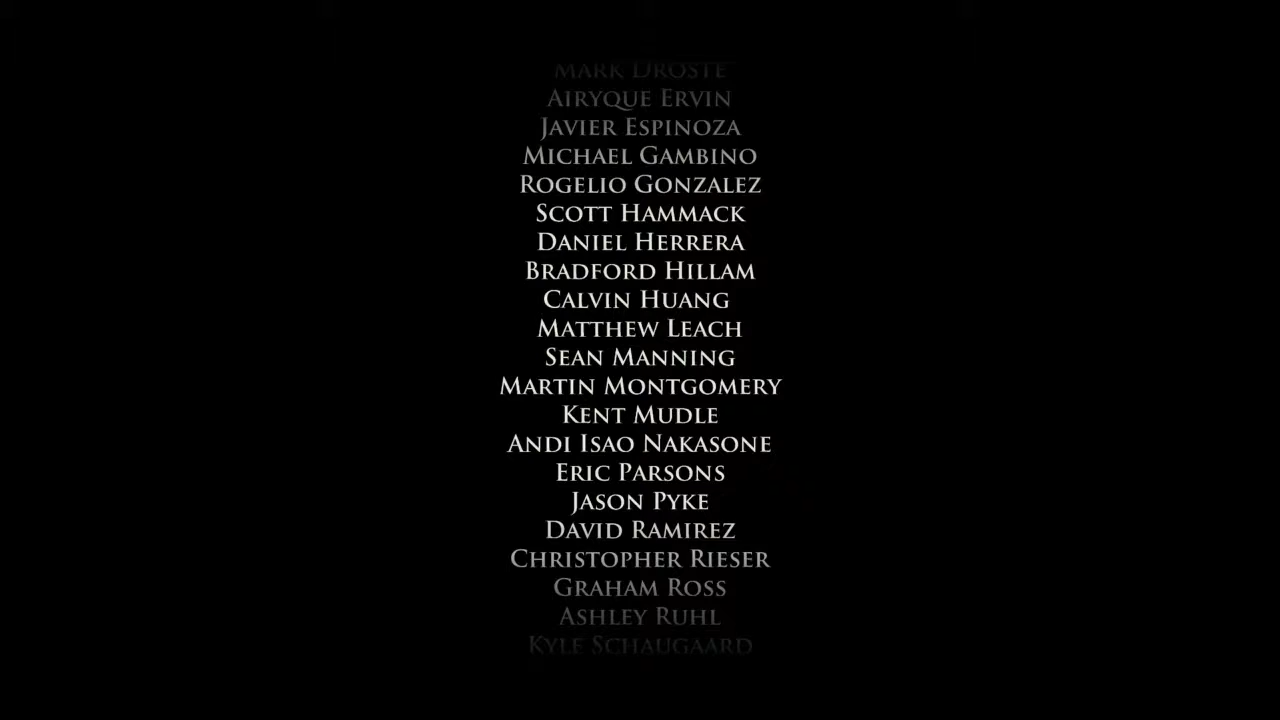 Mark Droste
Airyque Ervin
Javier Espinoza
Michael Gambino
Rogelio Gonzalez
Scott Hammack
Daniel Herrera
Bradford Hillam
Calvin Huang
Matthew Leach
Sean Manning
Martin Montgomery
Kent Mudle
Andi Isao Nakasone
Eric Parsons
Jason Pyke
David Ramirez
Christopher Rieser
Graham Ross
Ashley Ruhl
Kyle Schaugaard